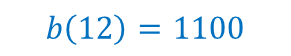 b(12) = 1100